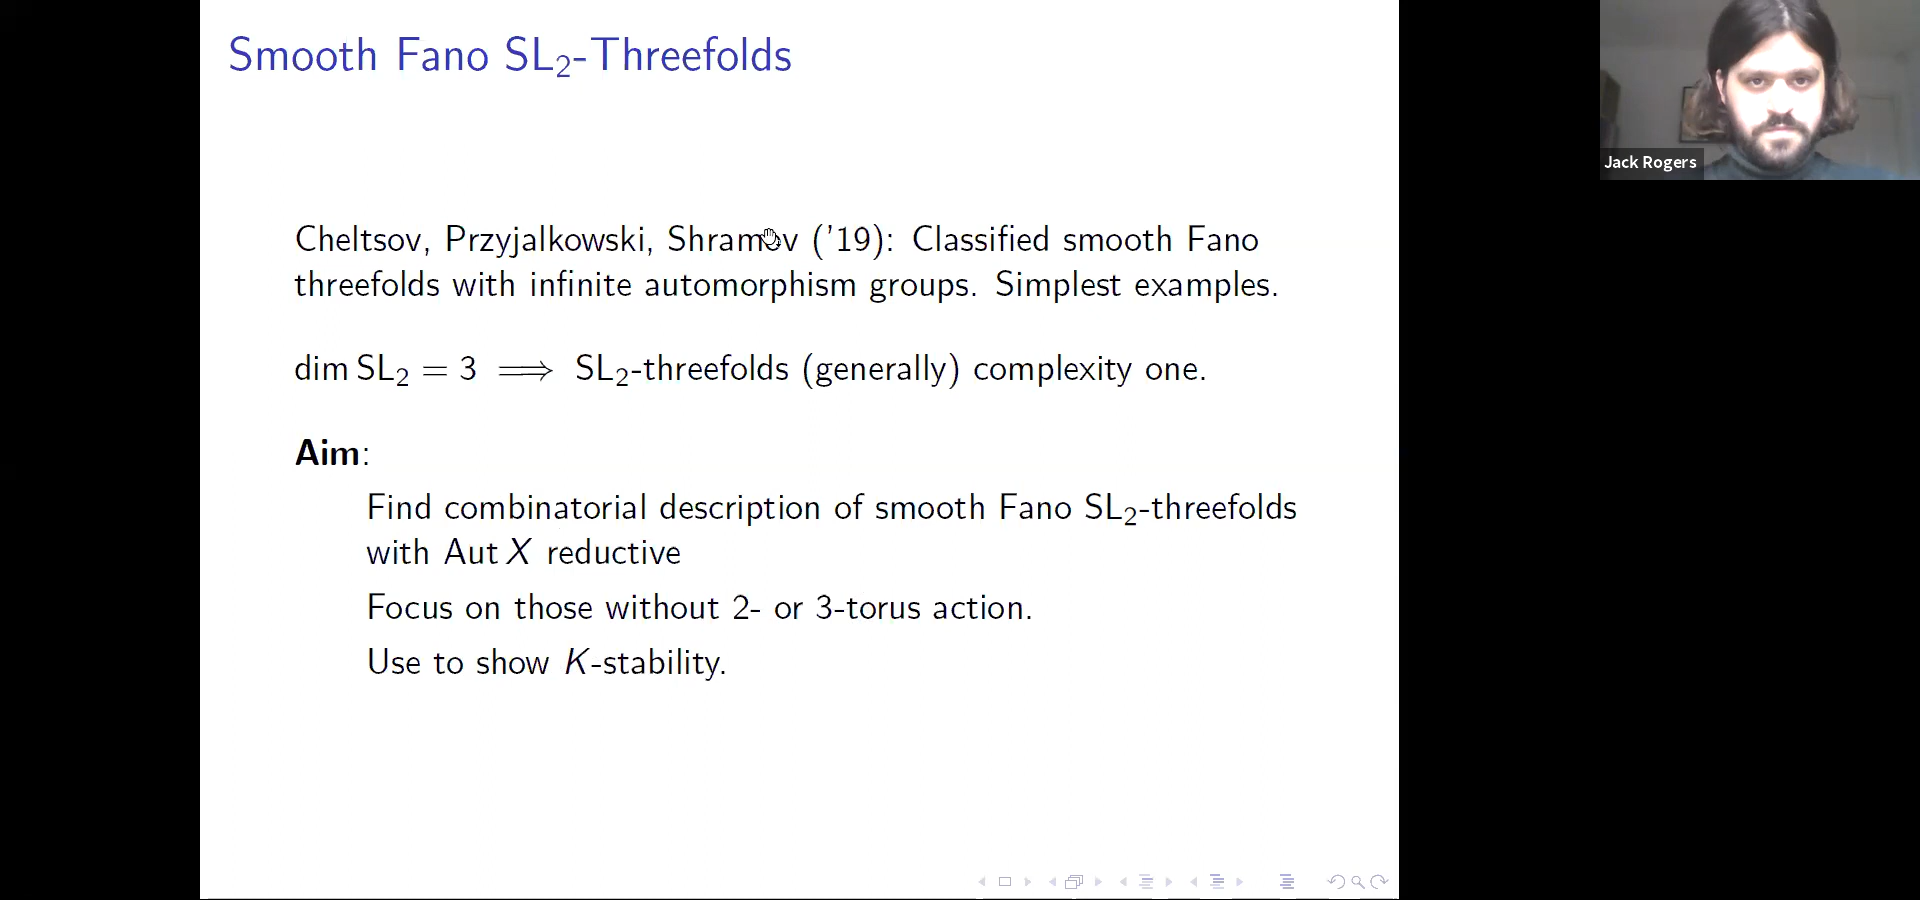 Smooth Fano SL₂-Threefolds
Jack Rogers
Cheltsov, Przyjalkowski, Shramov ('19): Classified smooth Fano
threefolds with infinite automorphism groups. Simplest examples.
dim SL₂ = 3 ⟹ SL₂-threefolds (generally) complexity one.
Aim:
Find combinatorial description of smooth Fano SL₂-threefolds
with Aut X reductive
Focus on those without 2- or 3-torus action.
Use to show K-stability.